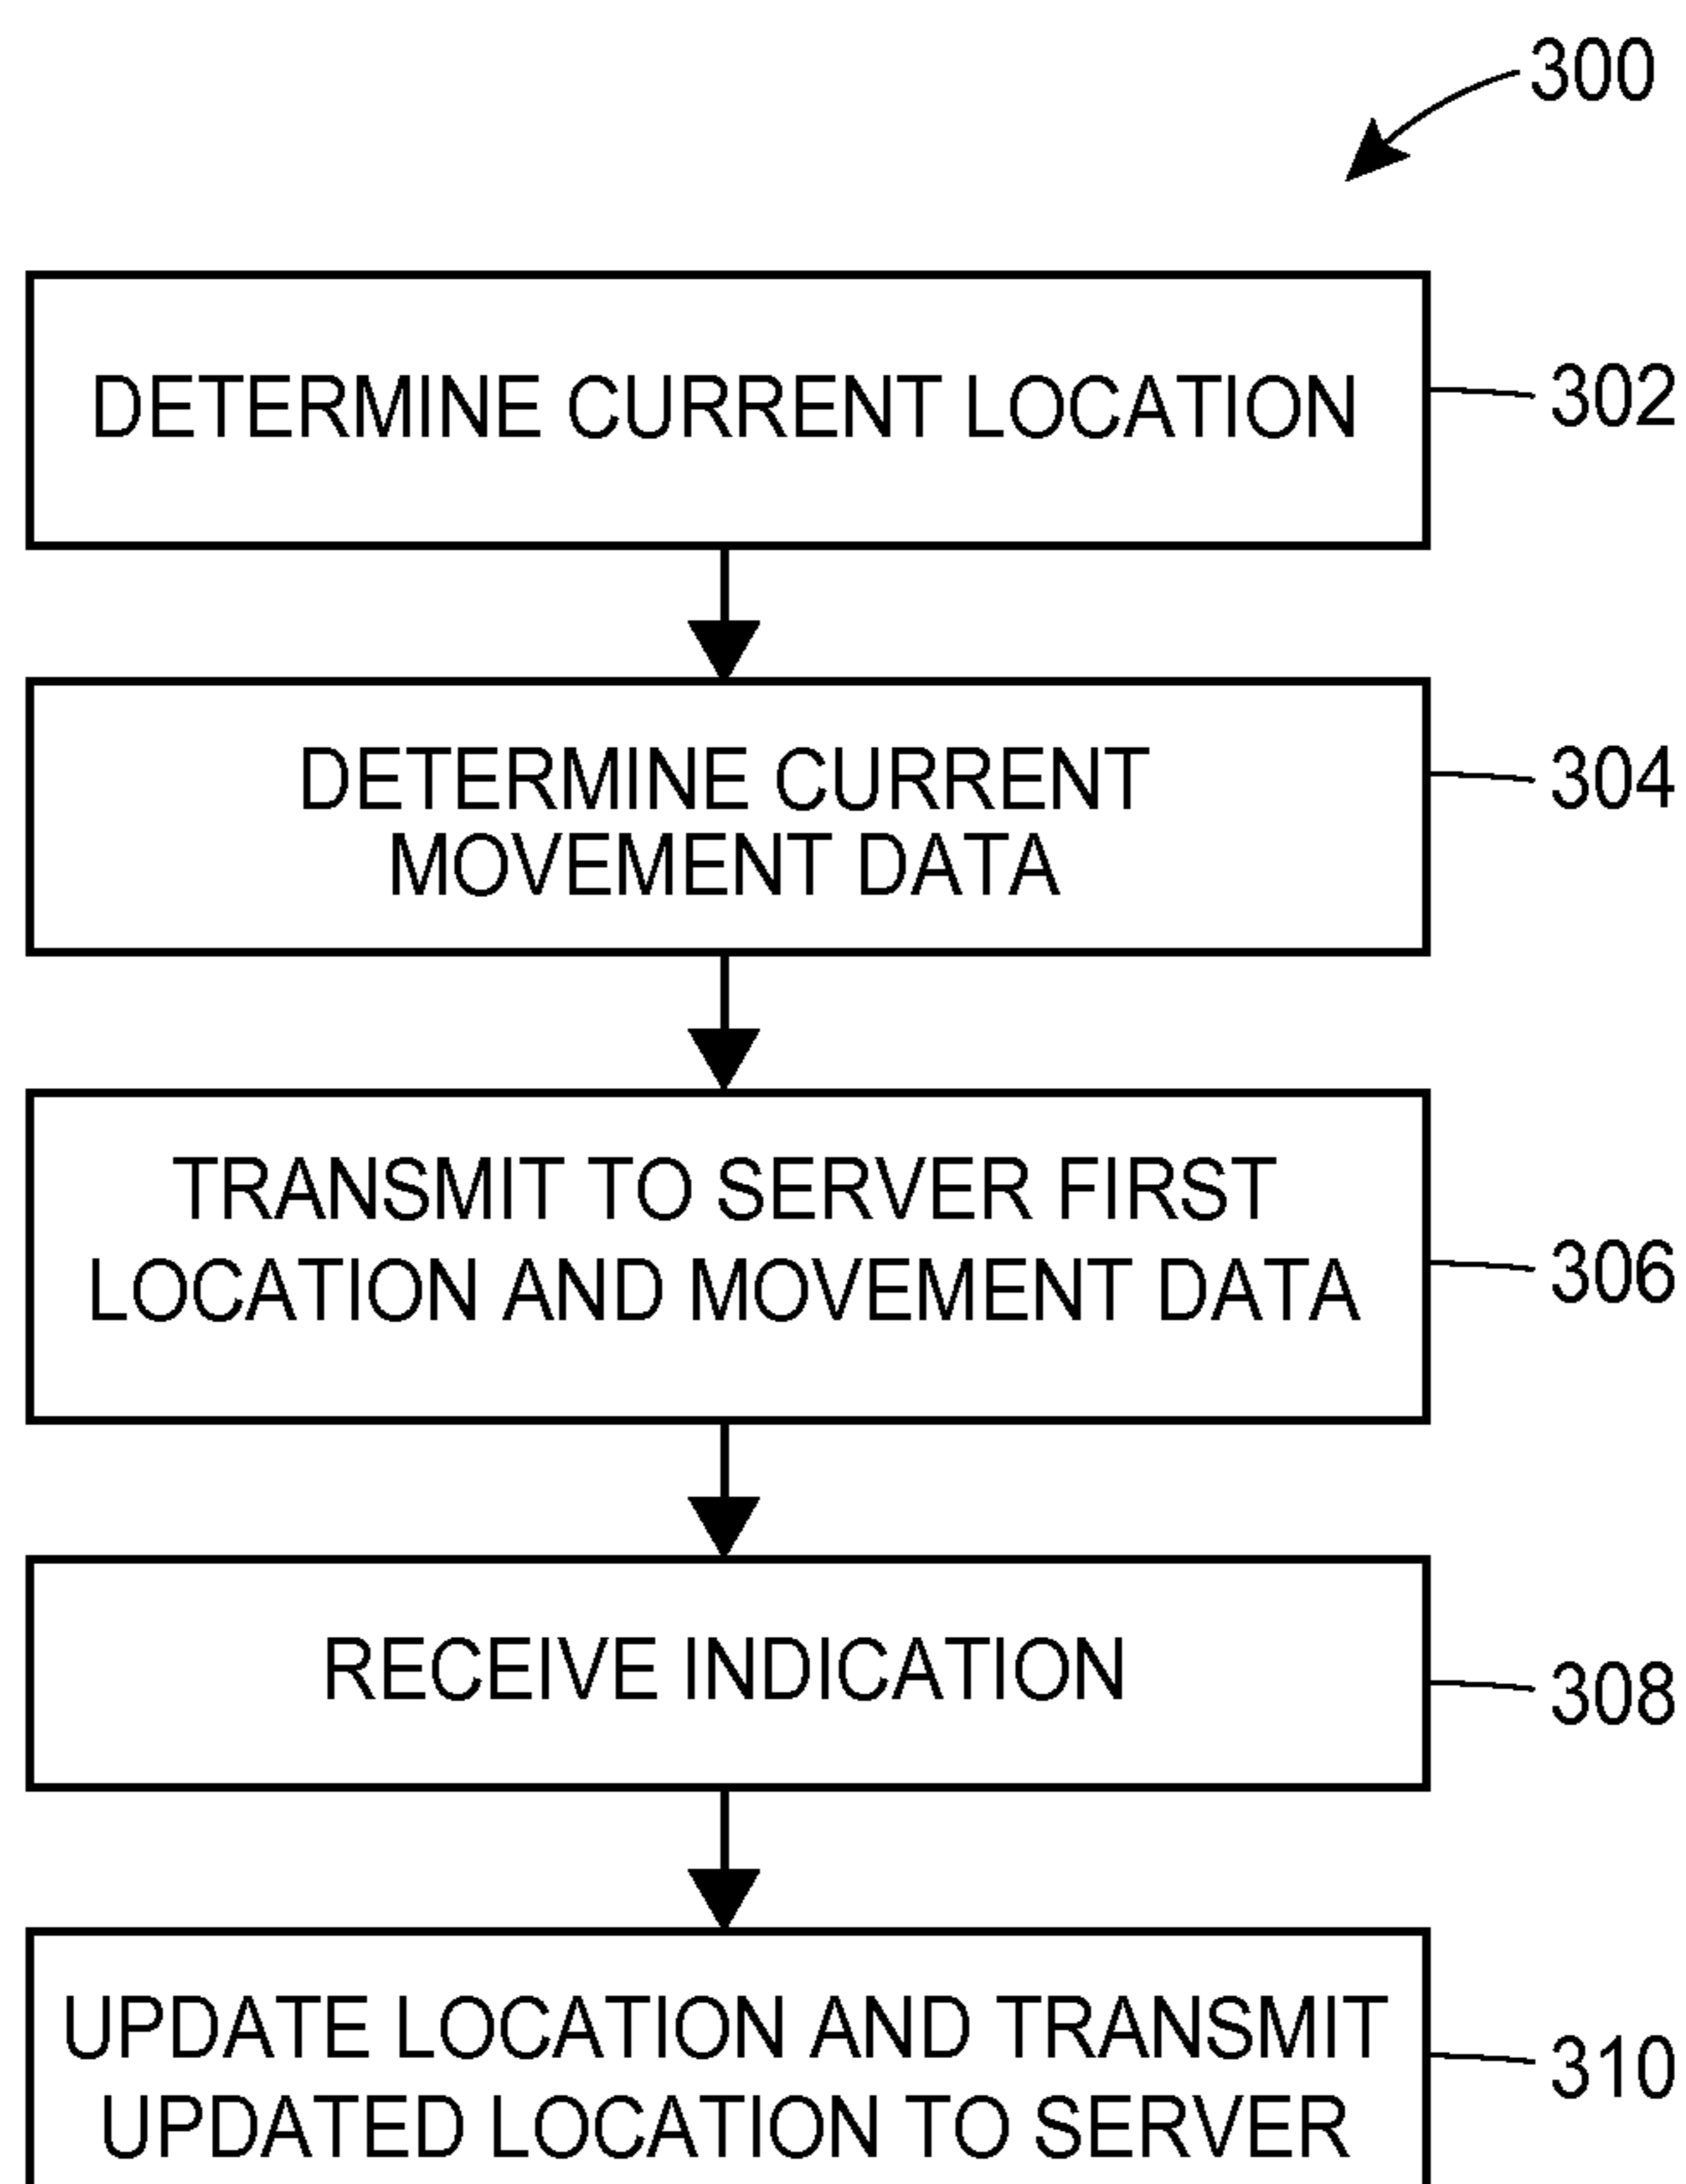 300
DETERMINE CURRENT LOCATION
302
DETERMINE CURRENT
MOVEMENT DATA
304
TRANSMIT TO SERVER FIRST
LOCATION AND MOVEMENT DATA
306
RECEIVE INDICATION
308
UPDATE LOCATION AND TRANSMIT
UPDATED LOCATION TO SERVER
310